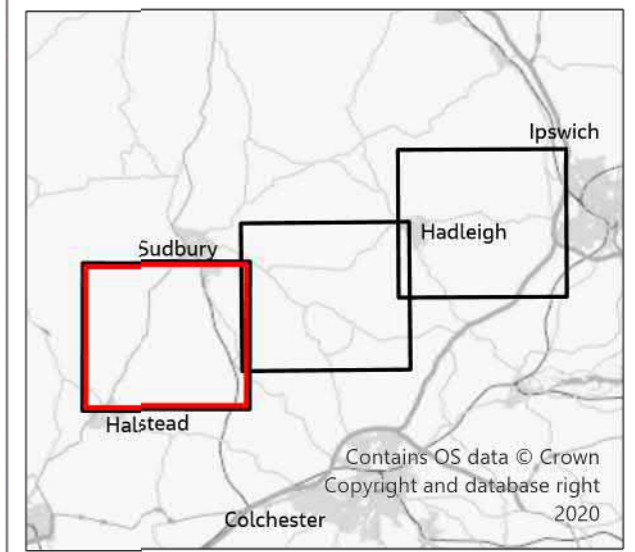 Ipswich
Hadleigh
Sudbury
Halstead
Contains OS data © Crown
Copyright and database right
2020
Colchester